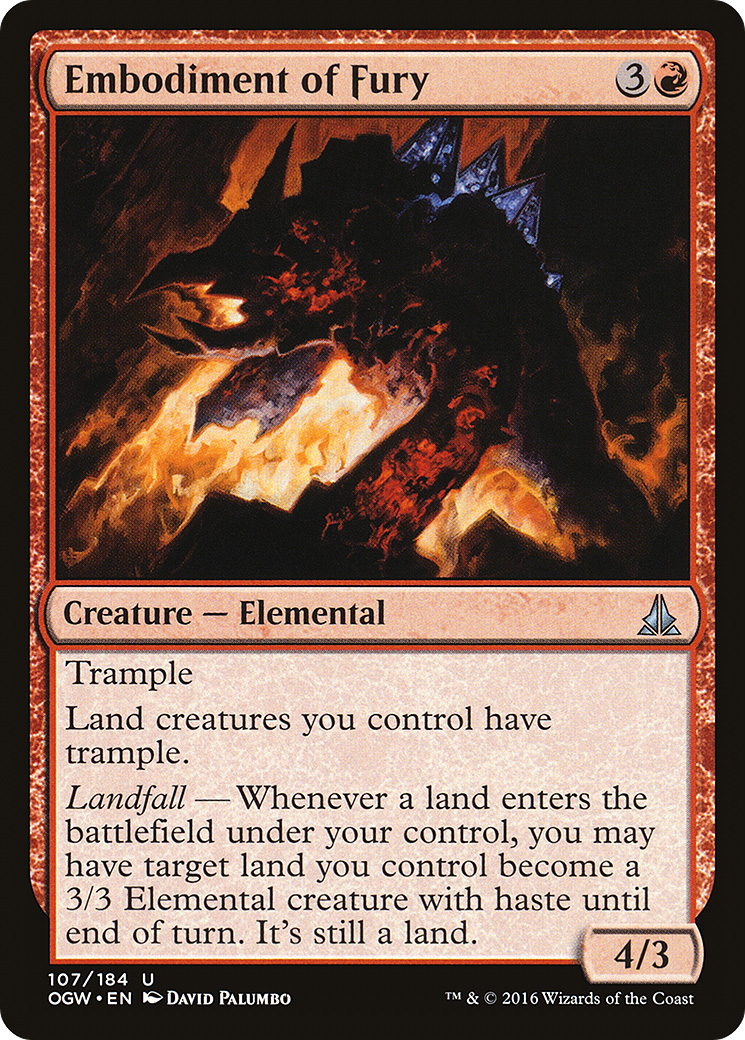 Embodiment of Fury 3
Creature — Elemental
Trample
Land creatures you control have
trample.
Landfall — Whenever a land enters the
battlefield under your control, you may
have target land you control become a
3/3 Elemental creature with haste until
end of turn. It's still a land.
4/3
107/184 U
OGW • EN DAVID PALUMBO
™ & © 2016 Wizards of the Coast